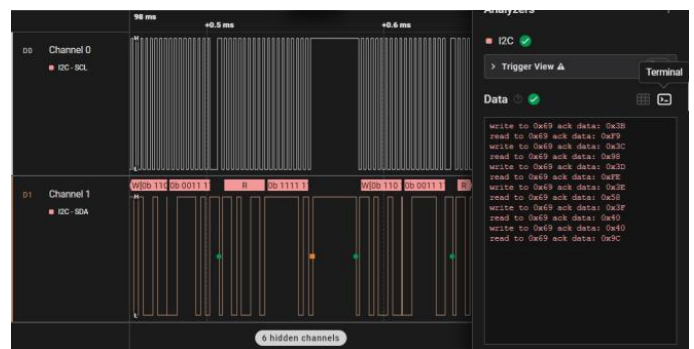 98 ms
+0.5 ms
+0.6 ms
D0
Channel 0
I2C - SCL
H
L
D1
Channel 1
I2C - SDA
W|0b 110
0b 0011 1
R
0b 1111 1
W|0b 110
0b 0011 1
R
H
L
6 hidden channels
Analyzers
I2C
> Trigger View
Terminal
Data
write to 0x69 ack data: 0x3B
read to 0x69 ack data: 0xF9
write to 0x69 ack data: 0x3C
read to 0x69 ack data: 0x98
write to 0x69 ack data: 0x3D
read to 0x69 ack data: 0xFE
write to 0x69 ack data: 0x3E
read to 0x69 ack data: 0x58
write to 0x69 ack data: 0x3F
read to 0x69 ack data: 0x40
write to 0x69 ack data: 0x40
read to 0x69 ack data: 0x9C